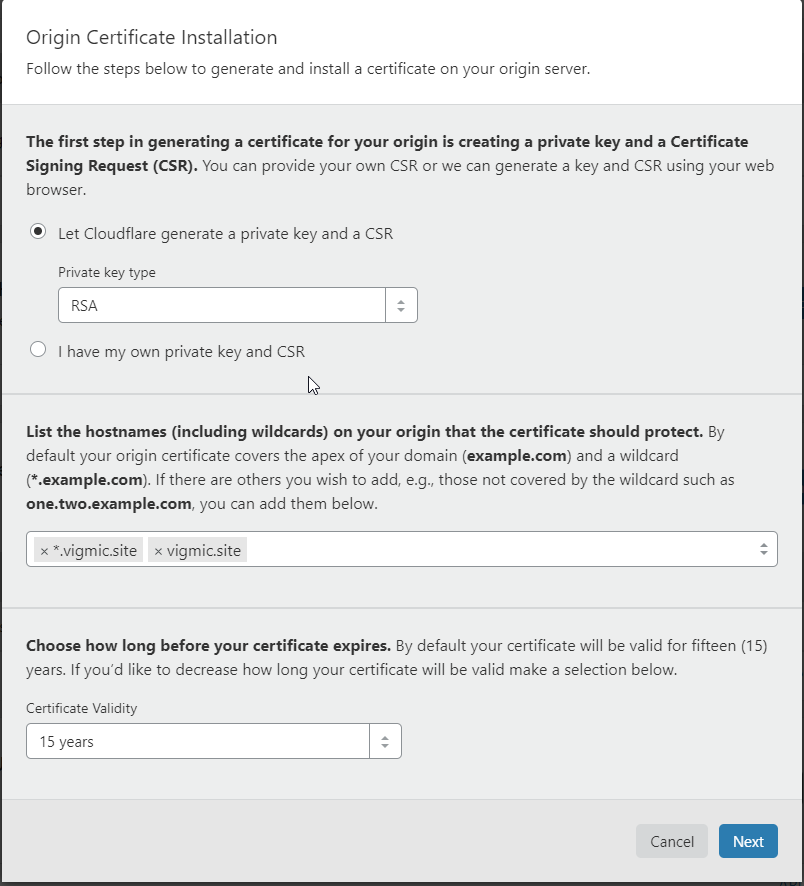 Origin Certificate Installation
Follow the steps below to generate and install a certificate on your origin server.
The first step in generating a certificate for your origin is creating a private key and a Certificate
Signing Request (CSR). You can provide your own CSR or we can generate a key and CSR using your web
browser.
Let Cloudflare generate a private key and a CSR
Private key type
RSA
I have my own private key and CSR
List the hostnames (including wildcards) on your origin that the certificate should protect. By
default your origin certificate covers the apex of your domain (example.com) and a wildcard
(*.example.com). If there are others you wish to add, e.g., those not covered by the wildcard such as
one.two.example.com, you can add them below.
× *.vigmic.site × vigmic.site
Choose how long before your certificate expires. By default your certificate will be valid for fifteen (15)
years. If you'd like to decrease how long your certificate will be valid make a selection below.
Certificate Validity
15 years
Cancel Next